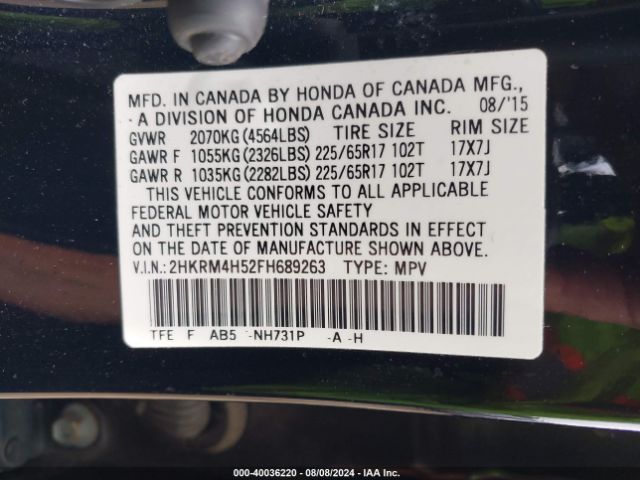 MFD. IN CANADA BY HONDA OF CANADA MFG.,
-A DIVISION OF HONDA CANADA INC. 08/'15
GVWR 2070KG(4564LBS) TIRE SIZE RIM SIZE
GAWR F 1055KG(2326LBS) 225/65R17 102T 17X7J
GAWR R 1035KG(2282LBS) 225/65R17 102T 17X7J
THIS VEHICLE CONFORMS TO ALL APPLICABLE
FEDERAL MOTOR VEHICLE SAFETY
AND THEFT PREVENTION STANDARDS IN EFFECT
ON THE DATE OF MANUFACTURE SHOWN ABOVE.
V.I.N.: 2HKRM4H52FH689263 TYPE: MPV
TFE F AB5 -NH731P -A -H
000-40036220 - 08/08/2024 - IAA Inc.